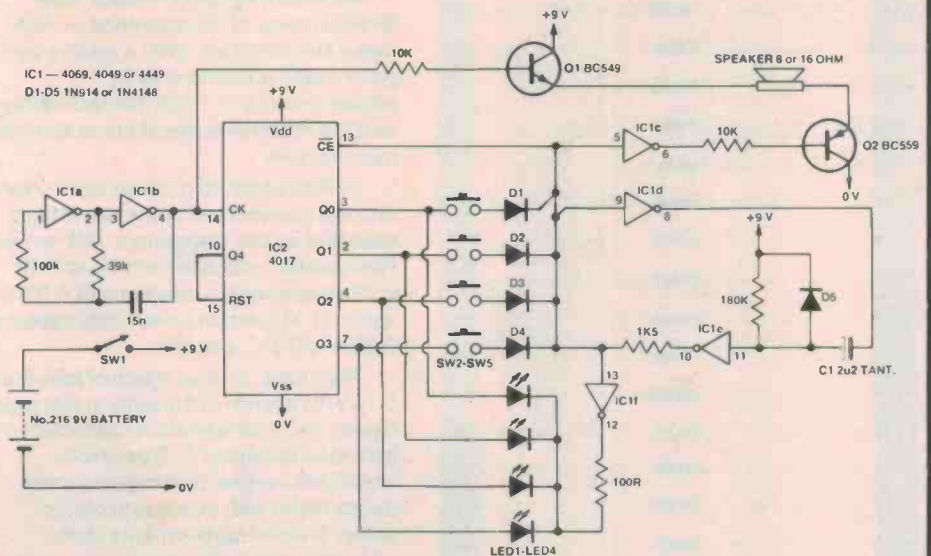 +9 V
10K
Q1 BC549
SPEAKER 8 or 16 OHM
IC1 — 4069, 4049 or 4449
D1-D5 1N914 or 1N4148
+9 V
Vdd
CE
13
5
IC1c
6
10K
Q2 BC559
0V
IC1a
IC1b
1
2
3
4
14
CK
Q0
3
D1
9
IC1d
8
100k
39k
10
Q4
IC2
4017
Q1
2
D2
+9 V
15
RST
Q2
4
D3
180K
D5
15n
Q3
7
D4
SW2-SW5
1K5
IC1e
10
11
C1 2u2 TANT.
SW1
+9V
13
IC1f
12
Vss
0V
No.216 9V BATTERY
100R
0V
LED1-LED4